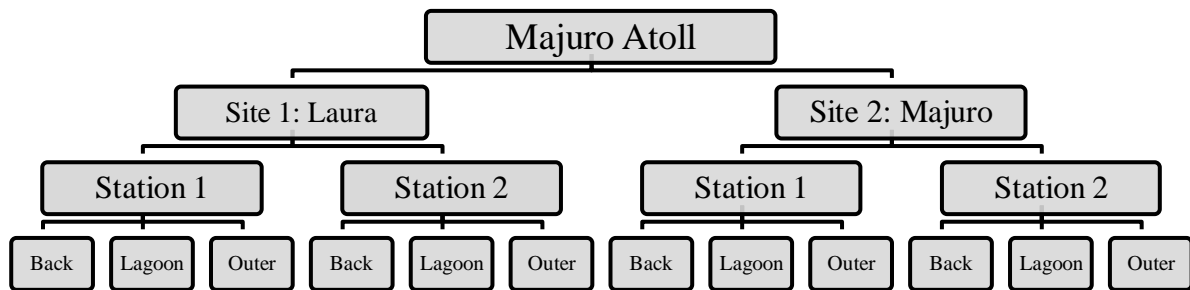 Majuro Atoll
Site 1: Laura
Site 2: Majuro
Station 1
Station 2
Station 1
Station 2
Back
Lagoon
Outer
Back
Lagoon
Outer
Back
Lagoon
Outer
Back
Lagoon
Outer